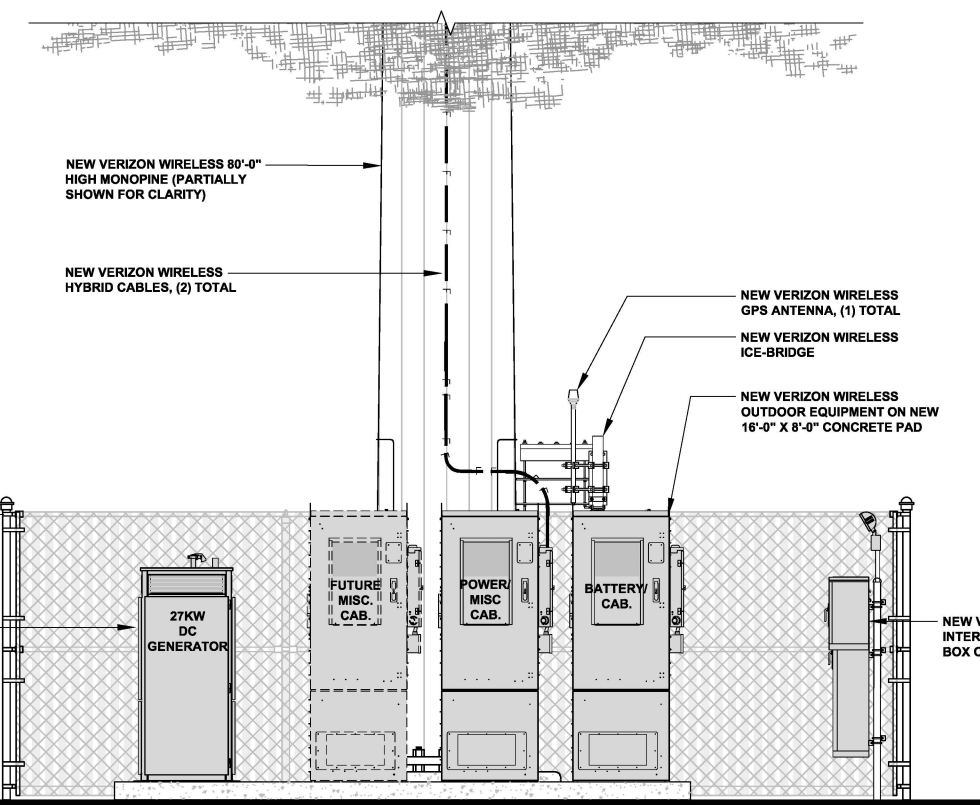 NEW VERIZON WIRELESS 80'-0"
HIGH MONOPINE (PARTIALLY
SHOWN FOR CLARITY)
NEW VERIZON WIRELESS
HYBRID CABLES, (2) TOTAL
NEW VERIZON WIRELESS
GPS ANTENNA, (1) TOTAL
NEW VERIZON WIRELESS
ICE-BRIDGE
NEW VERIZON WIRELESS
OUTDOOR EQUIPMENT ON NEW
16'-0" X 8'-0" CONCRETE PAD
27KW
DC
GENERATOR
FUTURE
MISC.
CAB.
POWER/
MISC
CAB.
BATTERY/
CAB.
NEW
BOX